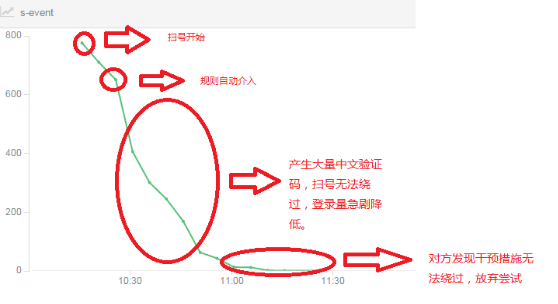 s-event
800
扫号开始
规则自动介入
600
400
产生大量中文验证
码，扫号无法绕
过，登录量急剧降
低。
200
对方发现干预措施无
法绕过，放弃尝试
0
10:30
11:00
11:30